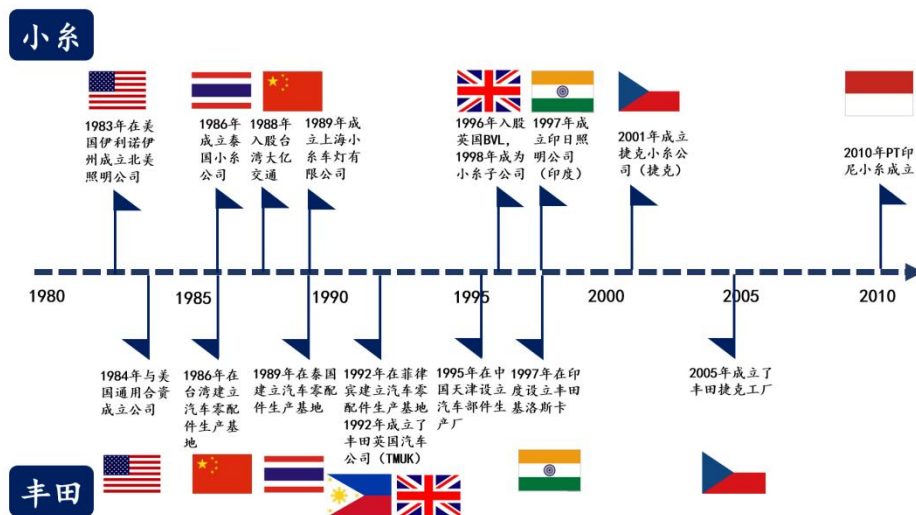 小糸
1983年在美
国伊利诺伊
州成立北美
照明公司
1986年
成立泰
国小糸
公司
1988年
入股台
湾大亿
交通
1989年成
立上海小
糸车灯有
限公司
1996年入股
英国BVL,
1998年成为
小糸子公司
1997年成
立印日照
明公司
（印度）
2001年成立
捷克小糸公
司（捷克）
2010年PT印
尼小糸成立
1980
1985
1990
1995
2000
2005
2010
1984年与美
国通用合资
成立公司
1986年在
台湾建立
汽车零配
件生产基
地
1989年在泰国
建立汽车零配
件生产基地
1992年在菲律
宾建立汽车零
配件生产基地
1992年成立了
丰田英国汽车
公司（TMUK）
1995年在中
国天津设立
汽车部件生
产厂
1997年在印
度设立丰田
基洛斯卡
2005年成立了
丰田捷克工厂
丰田